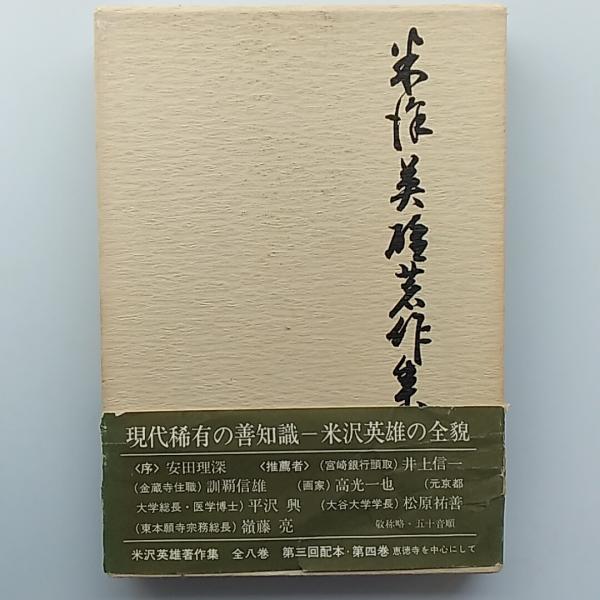 米沢英雄著作集
現代稀有の善知識－米沢英雄の全貌
〈序〉安田理深　〈推薦者〉（宮崎銀行頭取）井上信一
（金蔵寺住職）訓覇信雄　（画家）高光一也　（元京都
大学総長・医学博士）平沢 興　（大谷大学学長）松原祐善
（東本願寺宗務総長）嶺藤 亮　敬称略・五十音順
米沢英雄著作集　全八巻　第三回配本・第四巻 恵徳寺を中心にして